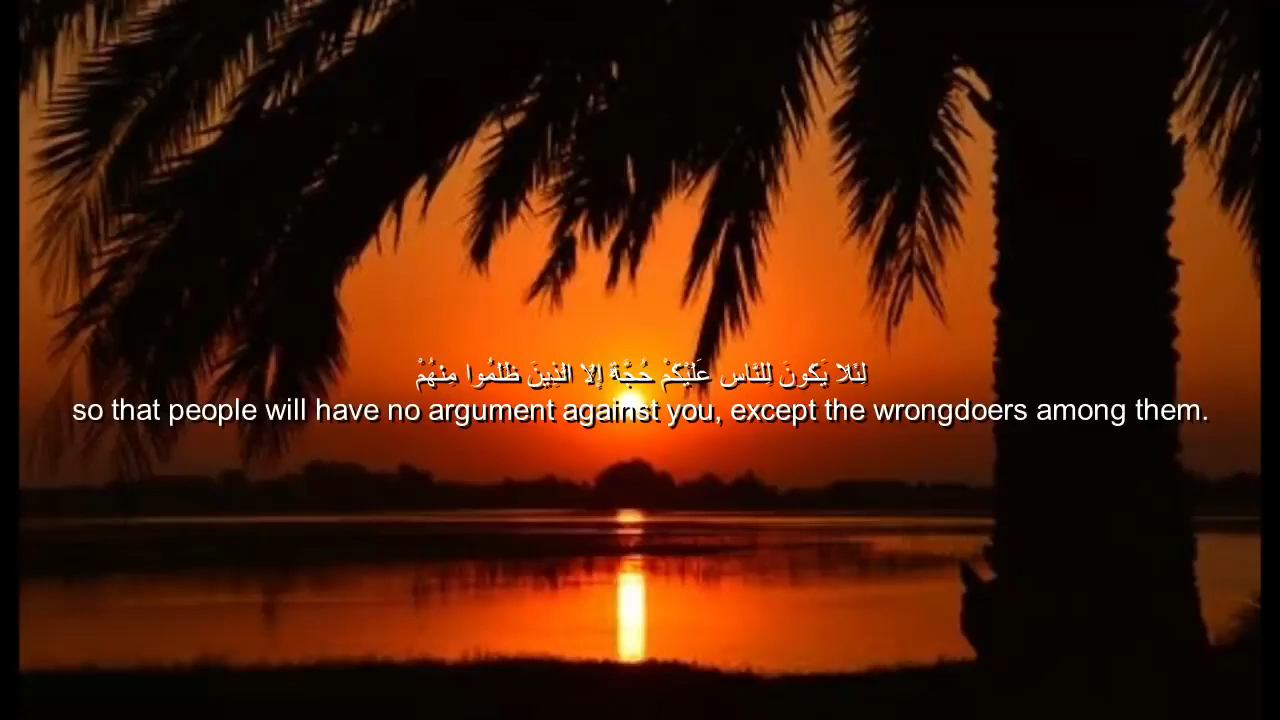 لِئَلَّا يَكُونَ لِلنَّاسِ عَلَيْكُمْ حُجَّةٌ إِلَّا الَّذِينَ ظَلَمُوا مِنْهُمْ
so that people will have no argument against you, except the wrongdoers among them.